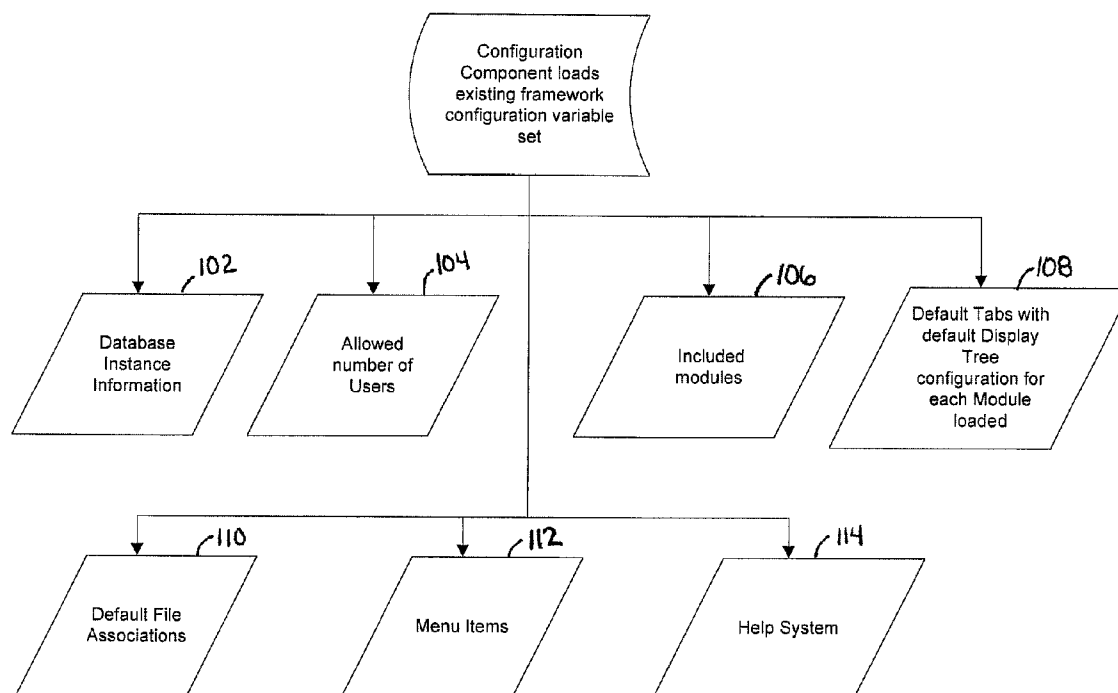 Configuration
Component loads
existing framework
configuration variable
set
102
104
106
108
Database
Instance
Information
Allowed
number of
Users
Included
modules
Default Tabs with
default Display
Tree
configuration for
each Module
loaded
110
112
114
Default File
Associations
Menu Items
Help System